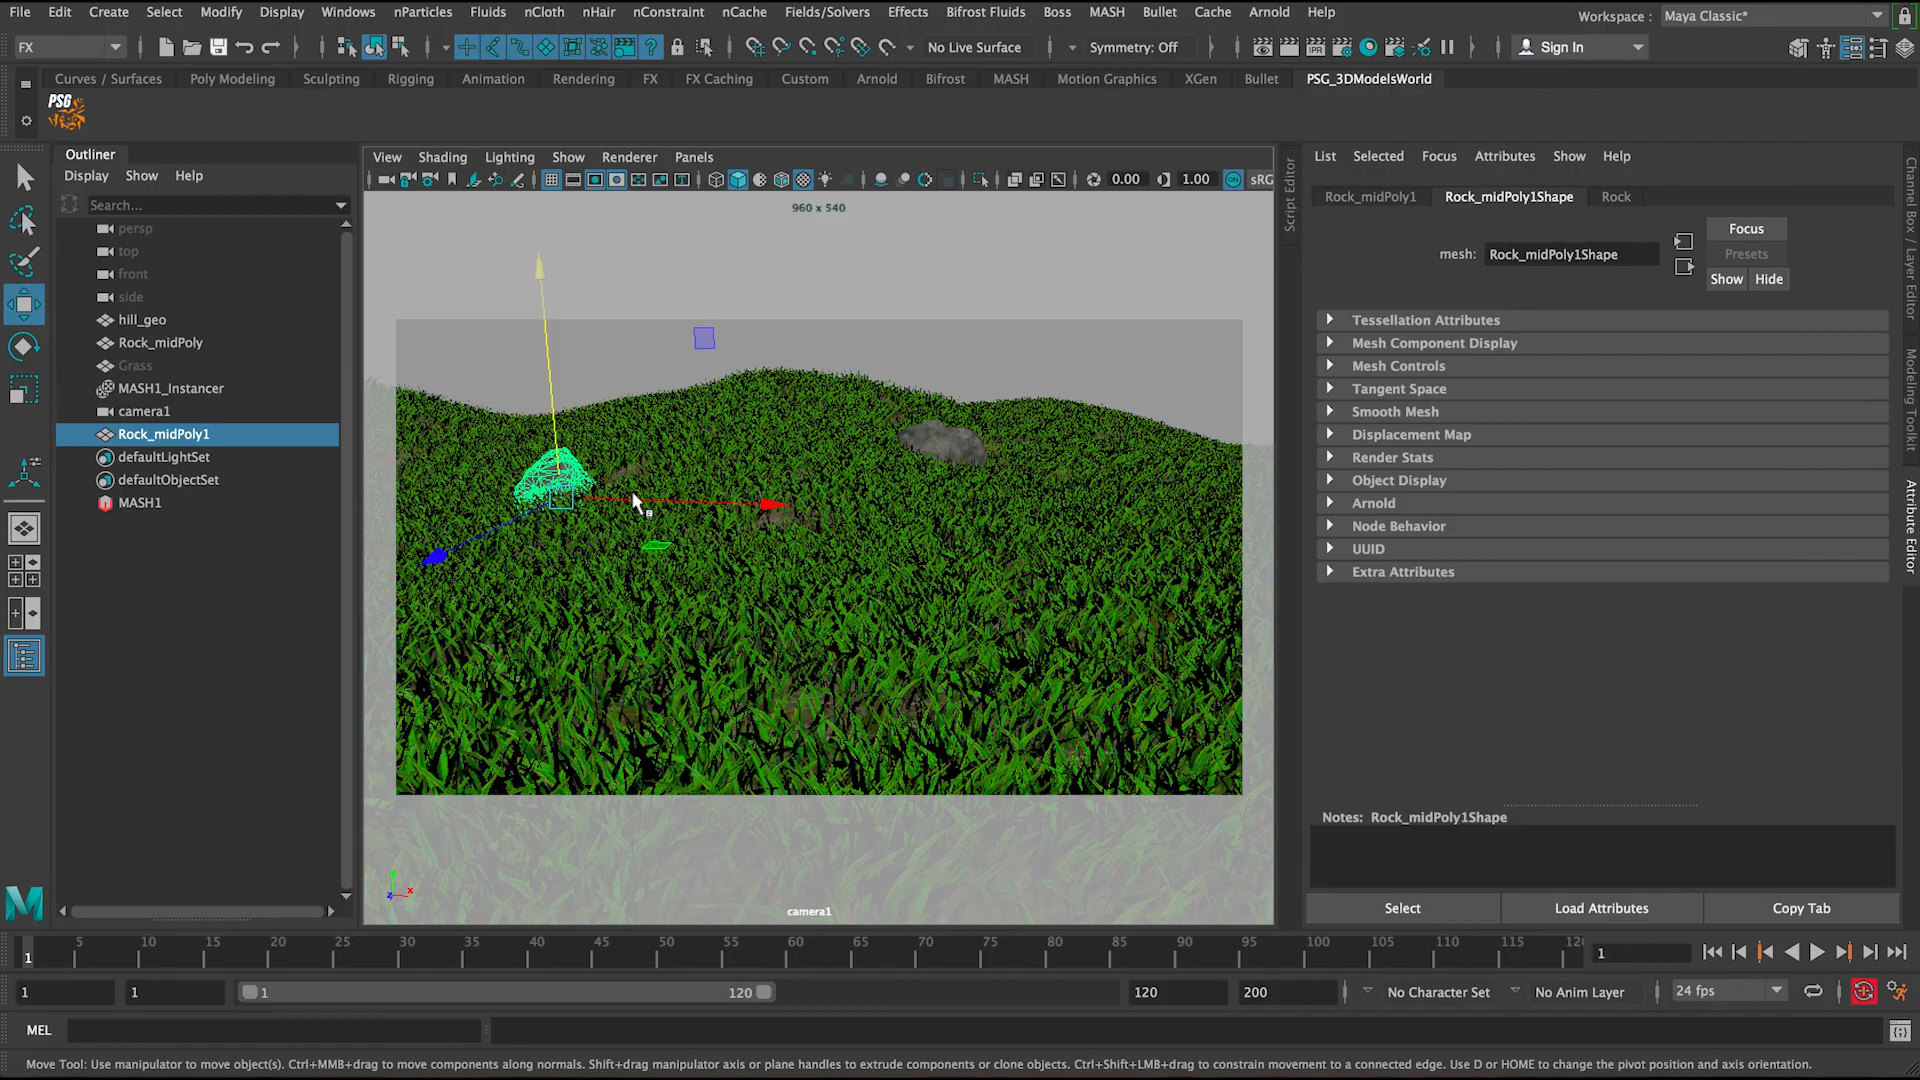 File Edit Create Select Modify Display Windows nParticles Fluids nCloth nHair nConstraint nCache Fields/Solvers Effects Bifrost Fluids Boss MASH Bullet Cache Arnold Help Workspace : Maya Classic*
FX No Live Surface Symmetry: Off Sign In
Curves / Surfaces Poly Modeling Sculpting Rigging Animation Rendering FX FX Caching Custom Arnold Bifrost MASH Motion Graphics XGen Bullet PSG_3DModelsWorld
PSG
Outliner
Display Show Help
Search...
persp
top
front
side
hill_geo
Rock_midPoly
Grass
MASH1_Instancer
camera1
Rock_midPoly1
defaultLightSet
defaultObjectSet
MASH1
View Shading Lighting Show Renderer Panels
0.00 1.00 sRG
960 x 540
camera1
Script Editor
List Selected Focus Attributes Show Help
Rock_midPoly1 Rock_midPoly1Shape Rock
Focus
mesh: Rock_midPoly1Shape Presets
Show Hide
Tessellation Attributes
Mesh Component Display
Mesh Controls
Tangent Space
Smooth Mesh
Displacement Map
Render Stats
Object Display
Arnold
Node Behavior
UUID
Extra Attributes
Notes: Rock_midPoly1Shape
Select Load Attributes Copy Tab
Channel Box / Layer Editor
Modeling Toolkit
Attribute Editor
5 10 15 20 25 30 35 40 45 50 55 60 65 70 75 80 85 90 95 100 105 110 115 12
1 1
1 1 1 120 120 200 No Character Set No Anim Layer 24 fps
MEL
Move Tool: Use manipulator to move object(s). Ctrl+MMB+drag to move components along normals. Shift+drag manipulator axis or plane handles to extrude components or clone objects. Ctrl+Shift+LMB+drag to constrain movement to a connected edge. Use D or HOME to change the pivot position and axis orientation.